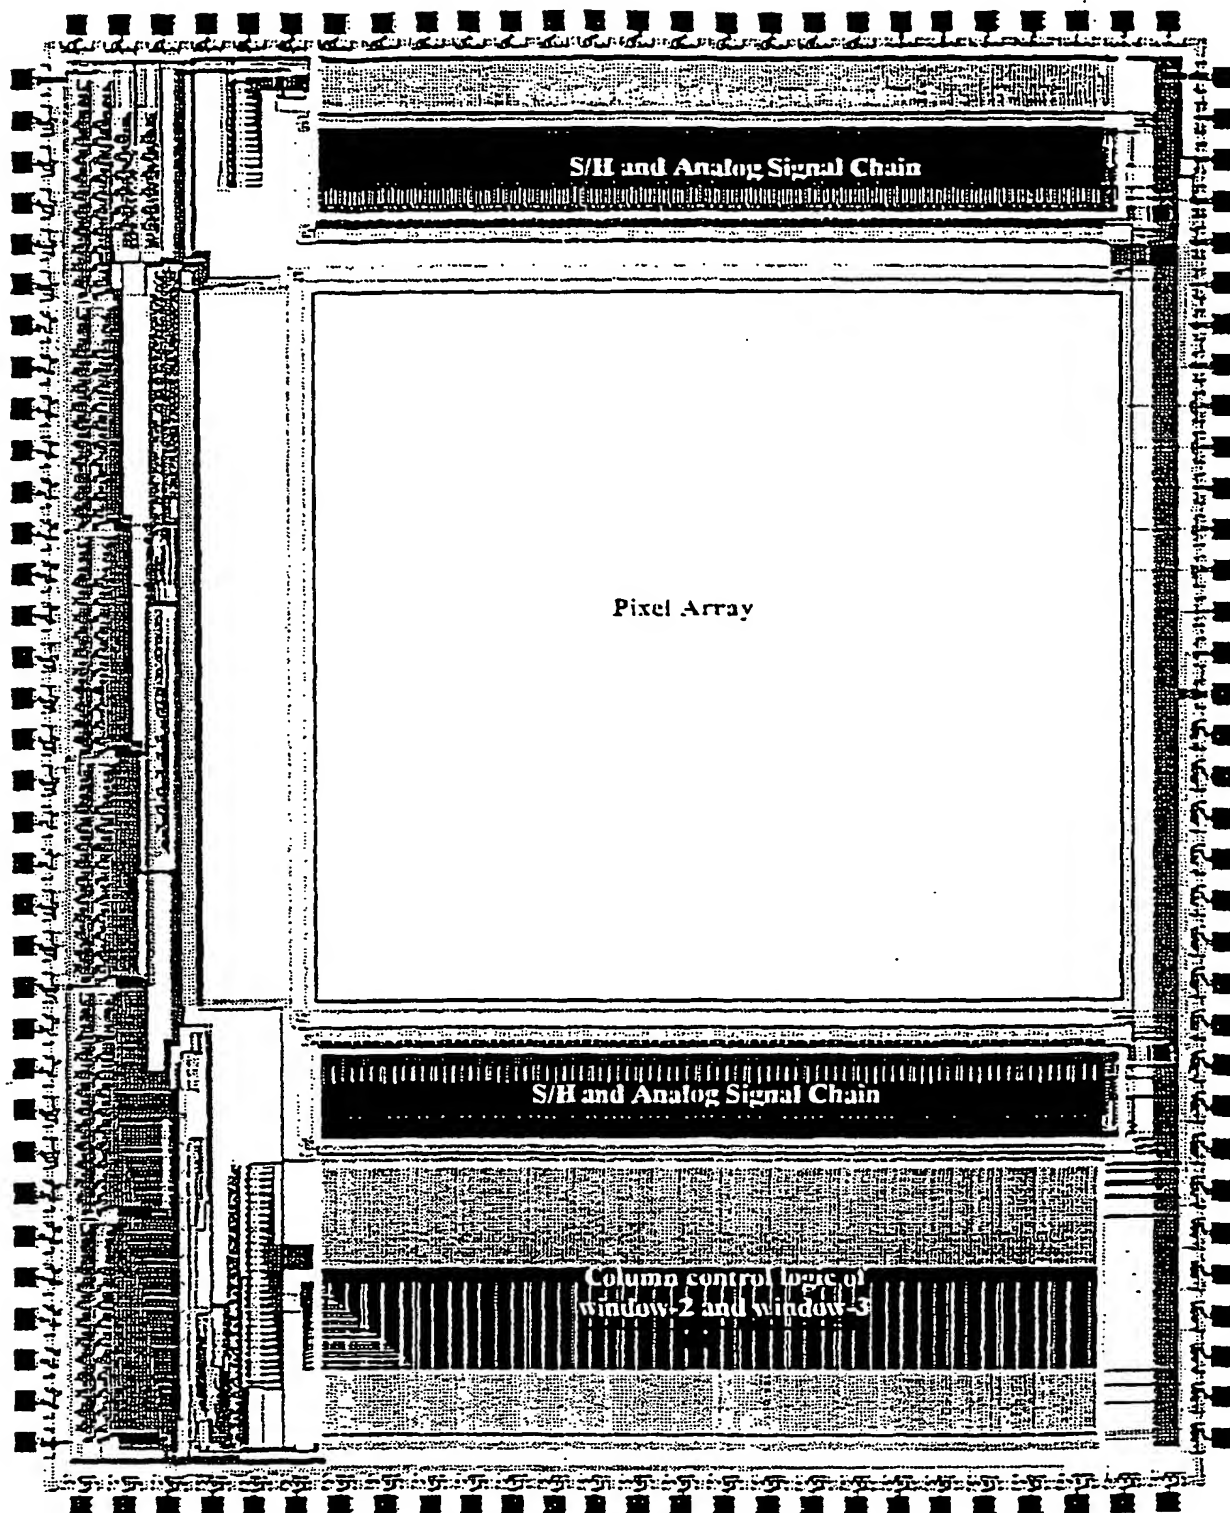 S/H and Analog Signal Chain
Pixel Array
S/H and Analog Signal Chain
Column control logic of
window-2 and window-3